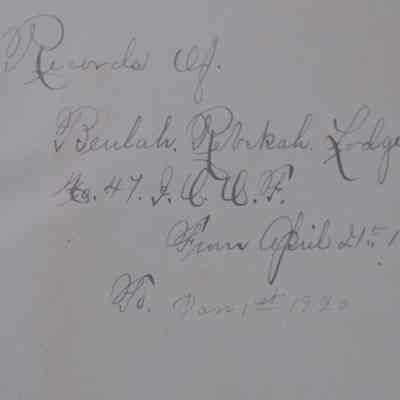 Records Of.
Beulah. Rebekah. Lodge
No. 47. I. O. O. F.
From April 21st, 1
To. Jan, 1st 1920